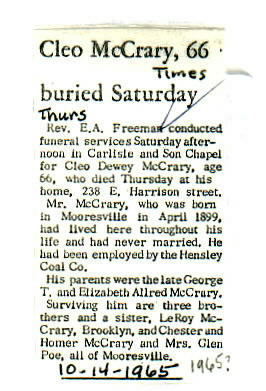 Cleo McCrary, 66
Times
buried Saturday
Thurs
Rev. E.A. Freeman conducted
funeral services Saturday after-
noon in Carlisle and Son Chapel
for Cleo Dewey McCrary, age
66, who died Thursday at his
home, 238 E. Harrison street.
Mr. McCrary, who was born
in Mooresville in April 1899,
had lived here throughout his
life and had never married. He
had been employed by the Hensley
Coal Co.
His parents were the late George
T. and Elizabeth Allred McCrary.
Surviving him are three bro-
thers and a sister, LeRoy Mc-
Crary, Brooklyn, and Chester and
Homer McCrary and Mrs. Glen
Poe, all of Mooresville.
10-14-1965 1965?